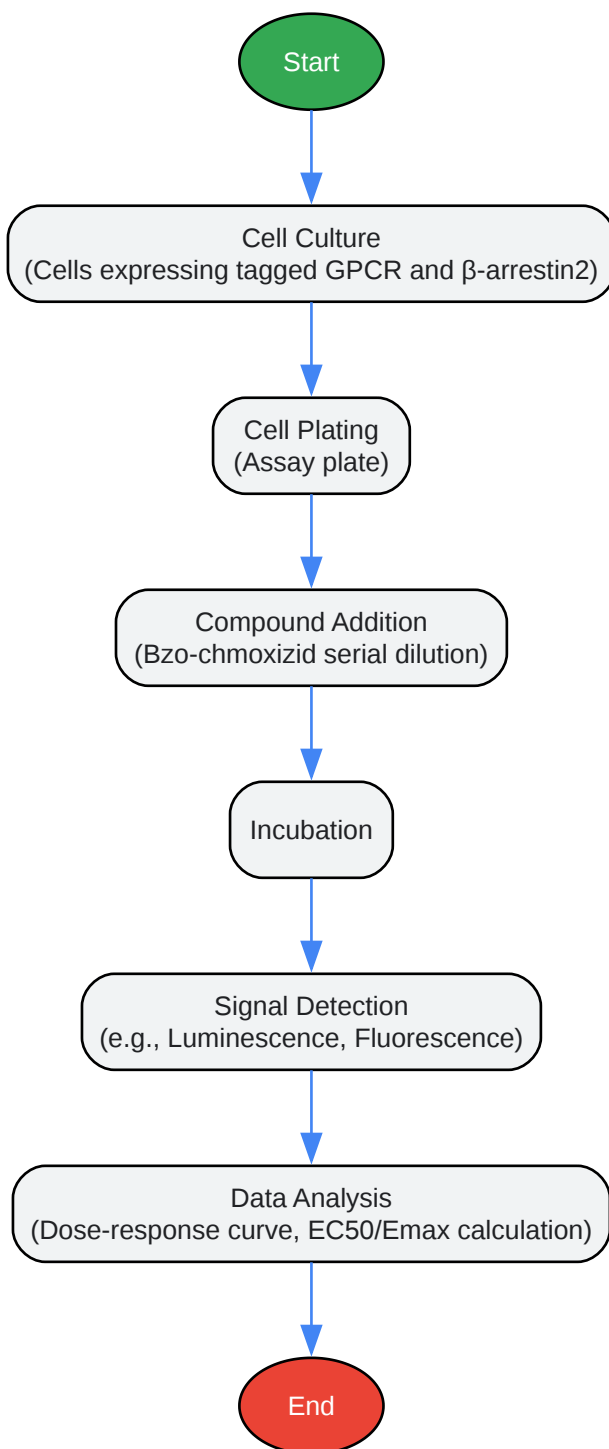 Start
Cell Culture
(Cells expressing tagged GPCR and β-arrestin2)
Cell Plating
(Assay plate)
Compound Addition
(Bzo-chmoxizid serial dilution)
Incubation
Signal Detection
(e.g., Luminescence, Fluorescence)
Data Analysis
(Dose-response curve, EC50/Emax calculation)
End